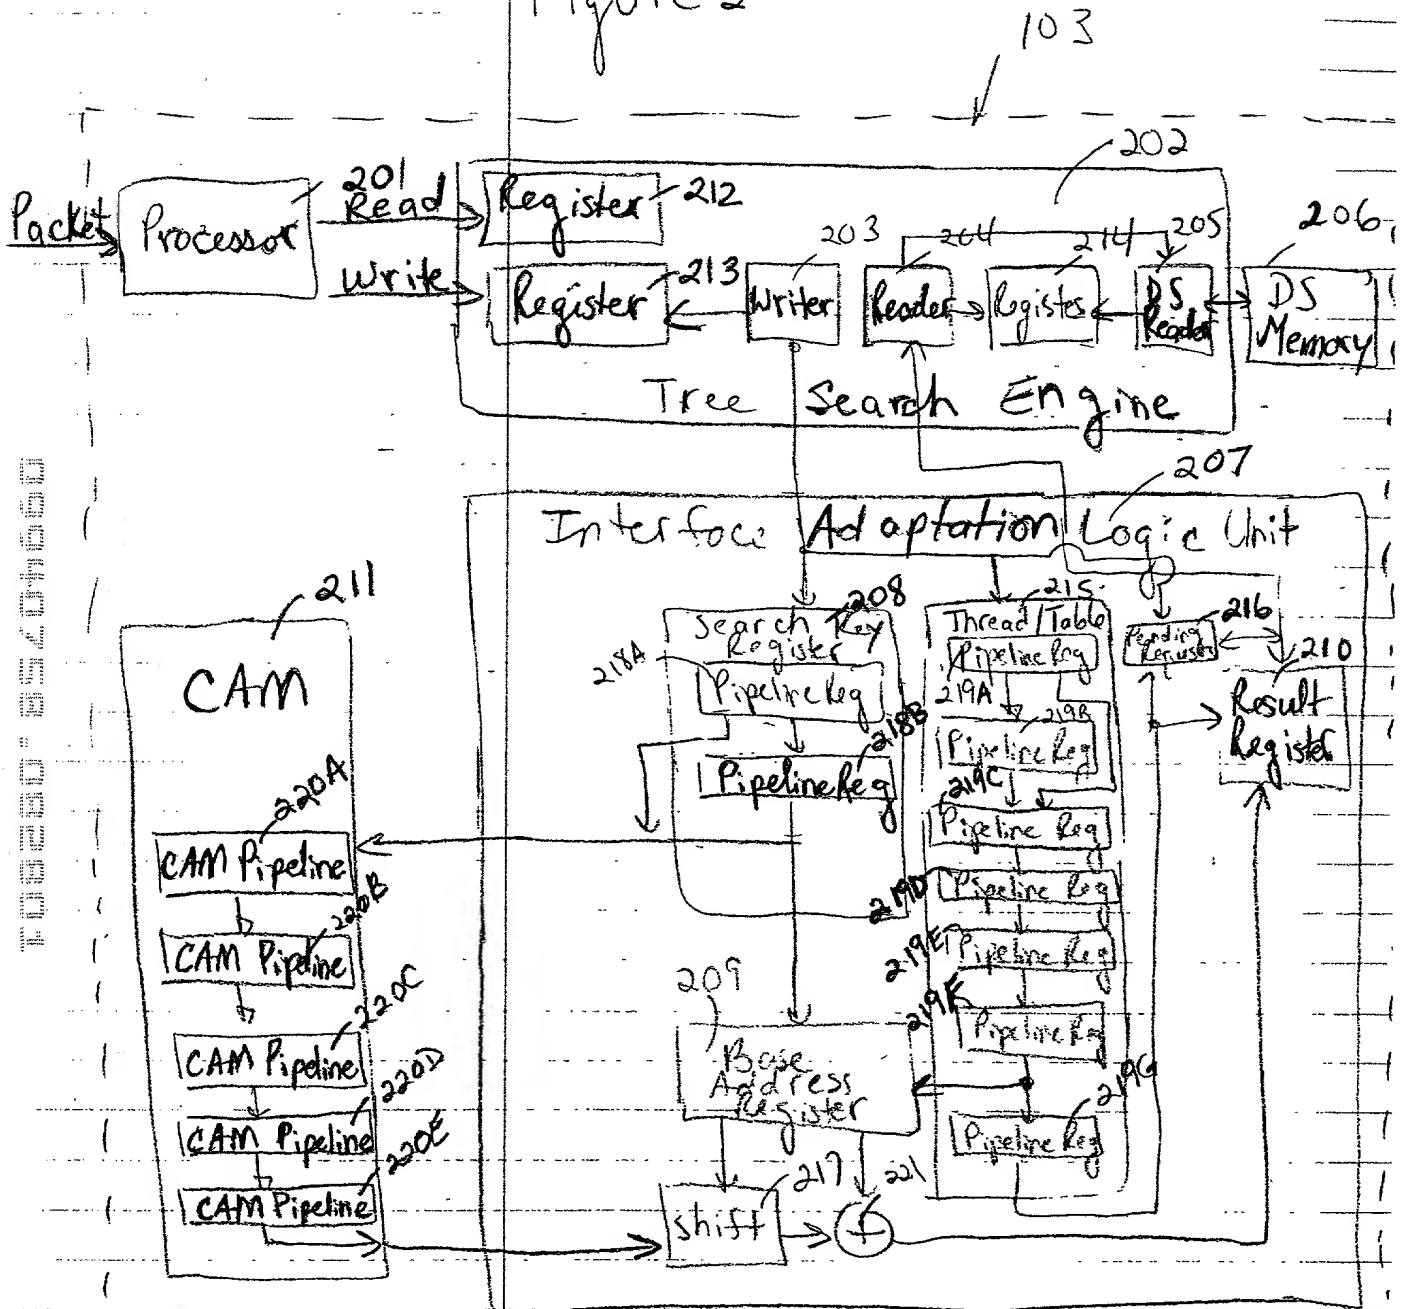 Figure 2
103
202
Packet
Processor
201
Read
Write
Register
212
Register
213
203
Writer
204
Reader
214
Register
205
DS
Reader
206
DS
Memory
Tree Search Engine
207
Interface Adaptation Logic Unit
211
CAM
220A
CAM Pipeline
220B
CAM Pipeline
220C
CAM Pipeline
220D
CAM Pipeline
220E
CAM Pipeline
208
Search Key
Register
218A
Pipeline Reg
218B
Pipeline Reg
215
Thread/Table
Pipeline Reg
219A
219B
Pipeline Reg
219C
Pipeline Reg
219D
Pipeline Reg
219E
Pipeline Reg
219F
Pipeline Reg
219G
Pipeline Reg
216
Pending
Requests
210
Result
Register
209
Base
Address
Register
217
shift
221
+